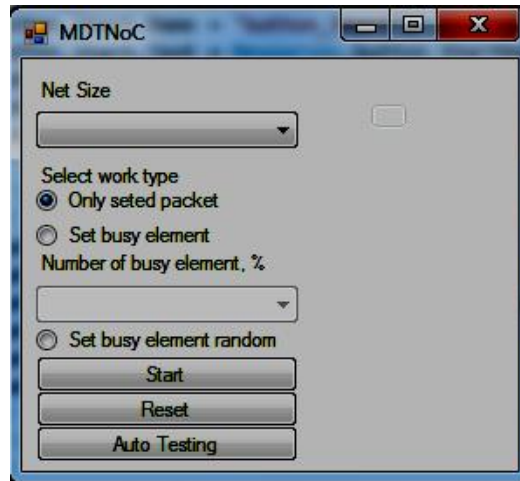 MDTNoC
Net Size
Select work type
Only seted packet
Set busy element
Number of busy element, %
Set busy element random
Start
Reset
Auto Testing